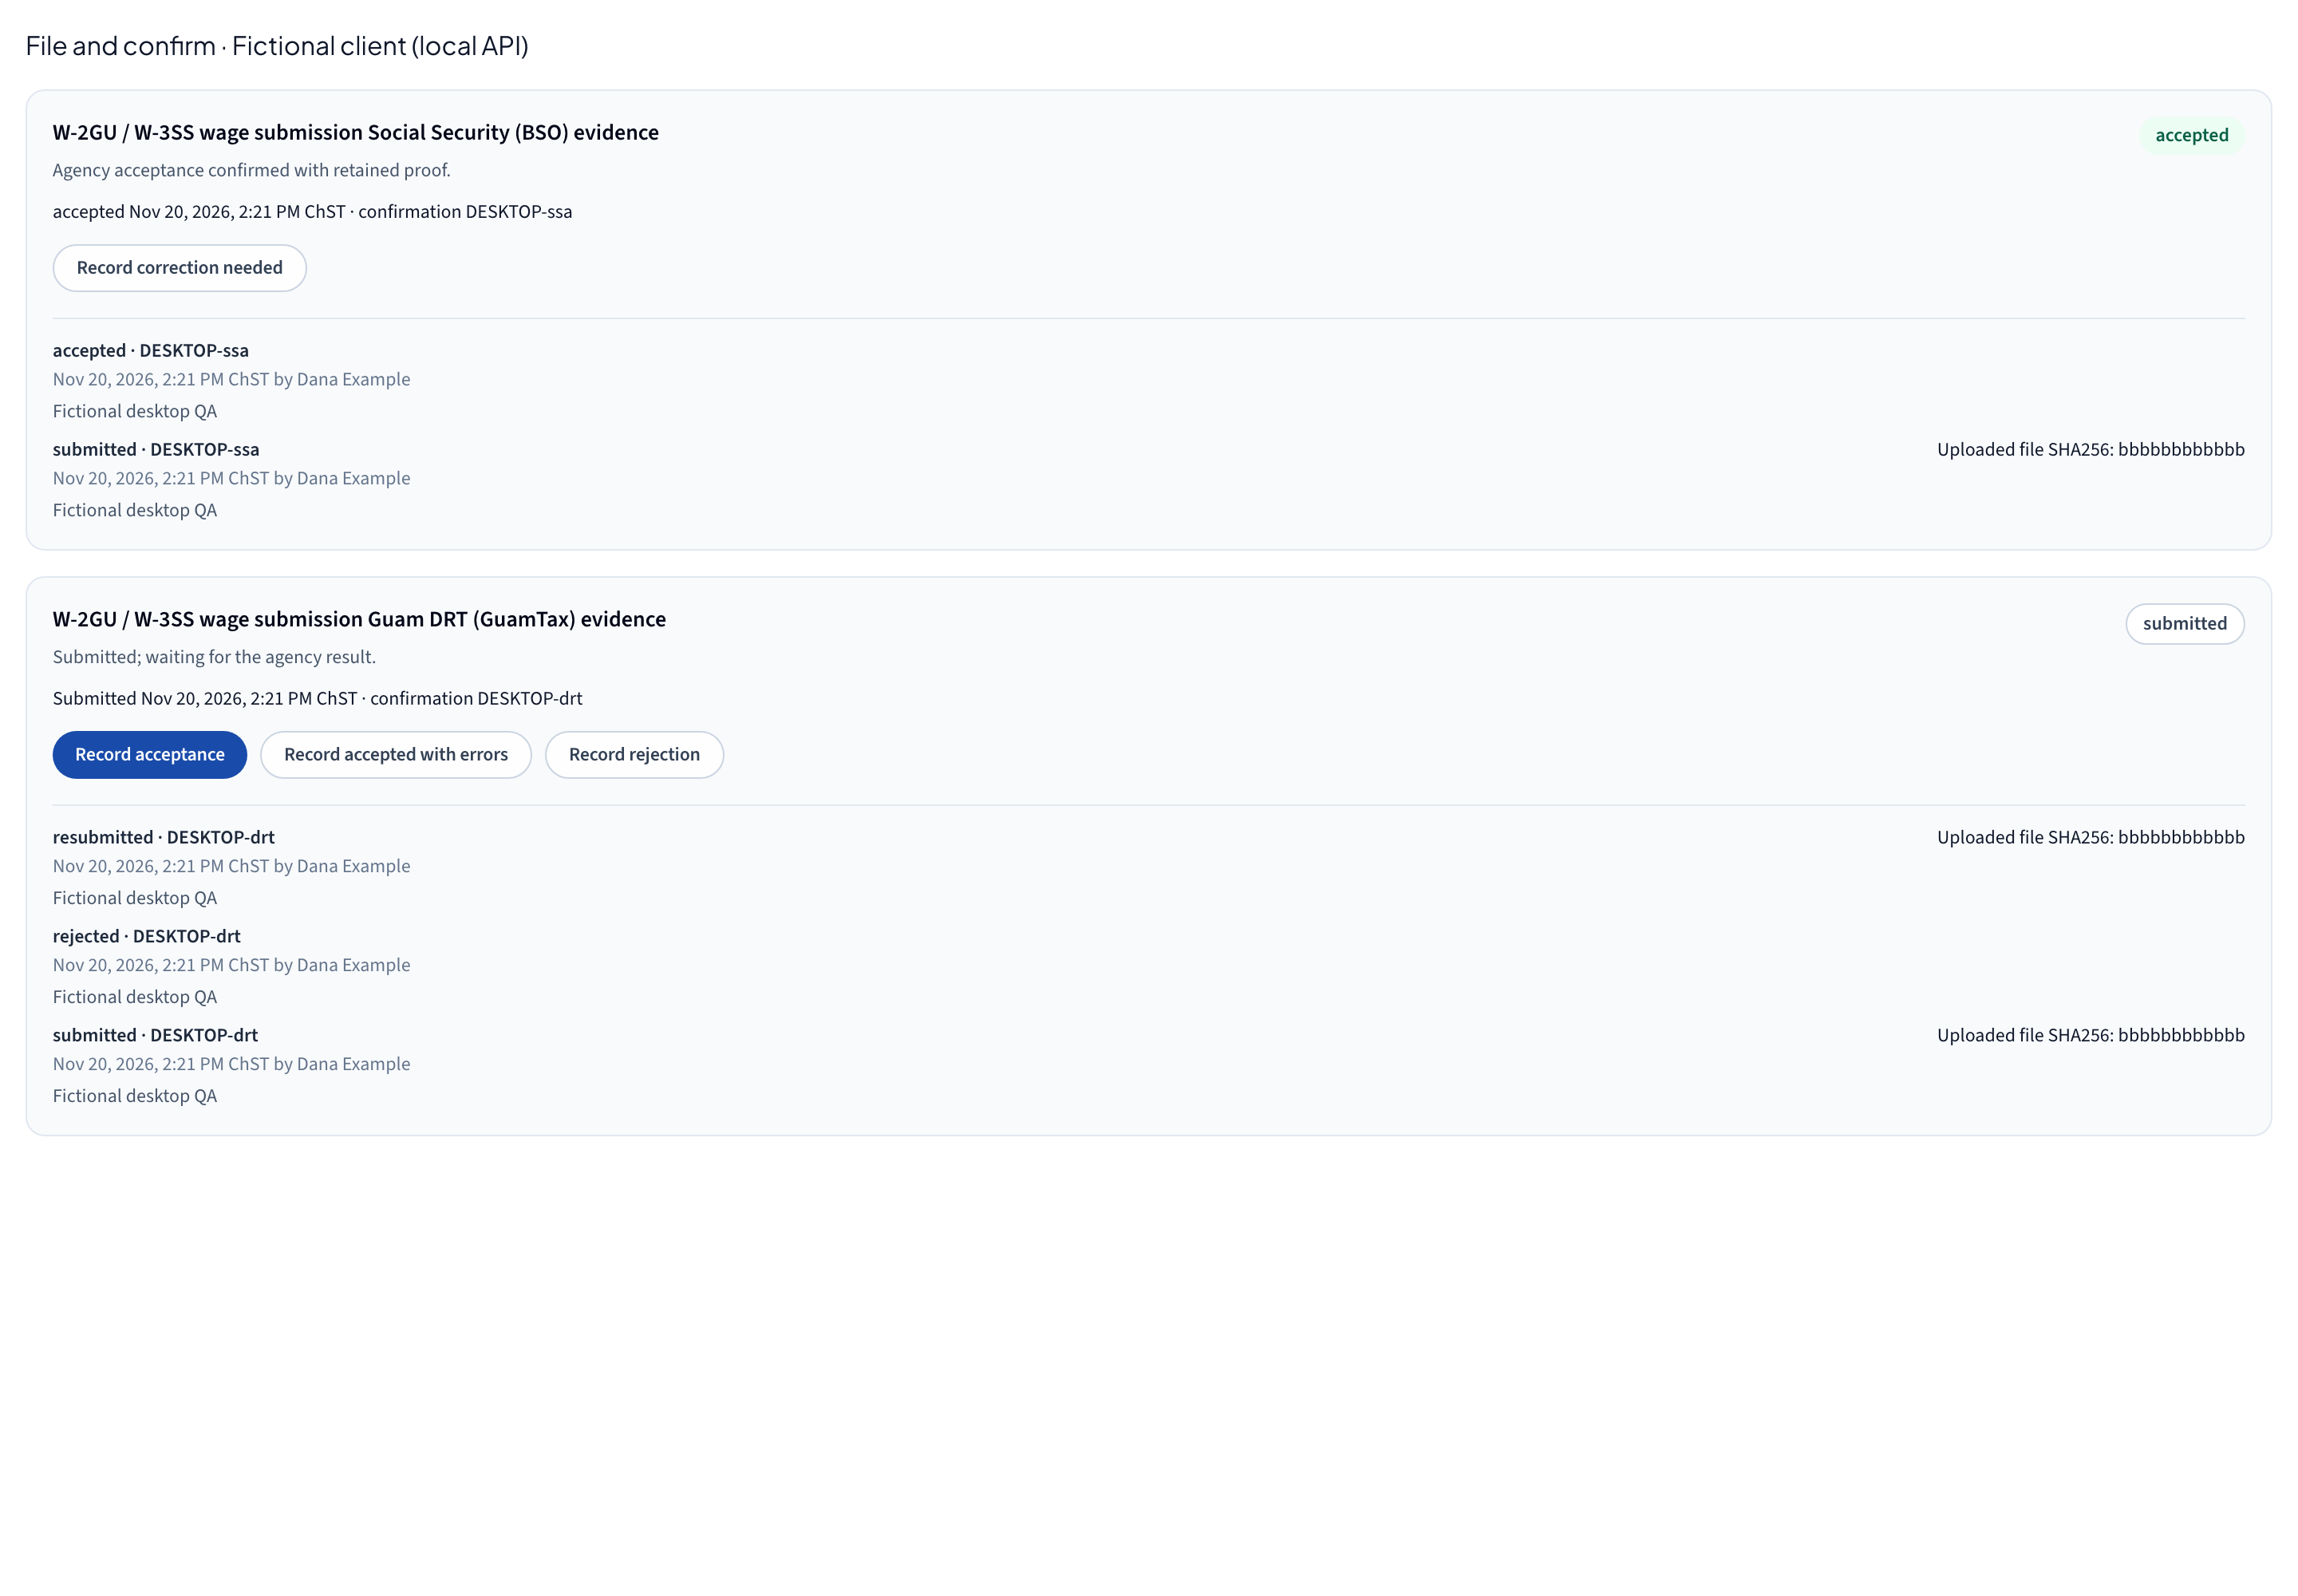 File and confirm · Fictional client (local API)
W-2GU / W-3SS wage submission Social Security (BSO) evidence
accepted
Agency acceptance confirmed with retained proof.
accepted Nov 20, 2026, 2:21 PM ChST · confirmation DESKTOP-ssa
Record correction needed
accepted · DESKTOP-ssa
Nov 20, 2026, 2:21 PM ChST by Dana Example
Fictional desktop QA
submitted · DESKTOP-ssa
Uploaded file SHA256: bbbbbbbbbbbb
Nov 20, 2026, 2:21 PM ChST by Dana Example
Fictional desktop QA
W-2GU / W-3SS wage submission Guam DRT (GuamTax) evidence
submitted
Submitted; waiting for the agency result.
Submitted Nov 20, 2026, 2:21 PM ChST · confirmation DESKTOP-drt
Record acceptance
Record accepted with errors
Record rejection
resubmitted · DESKTOP-drt
Uploaded file SHA256: bbbbbbbbbbbb
Nov 20, 2026, 2:21 PM ChST by Dana Example
Fictional desktop QA
rejected · DESKTOP-drt
Nov 20, 2026, 2:21 PM ChST by Dana Example
Fictional desktop QA
submitted · DESKTOP-drt
Uploaded file SHA256: bbbbbbbbbbbb
Nov 20, 2026, 2:21 PM ChST by Dana Example
Fictional desktop QA